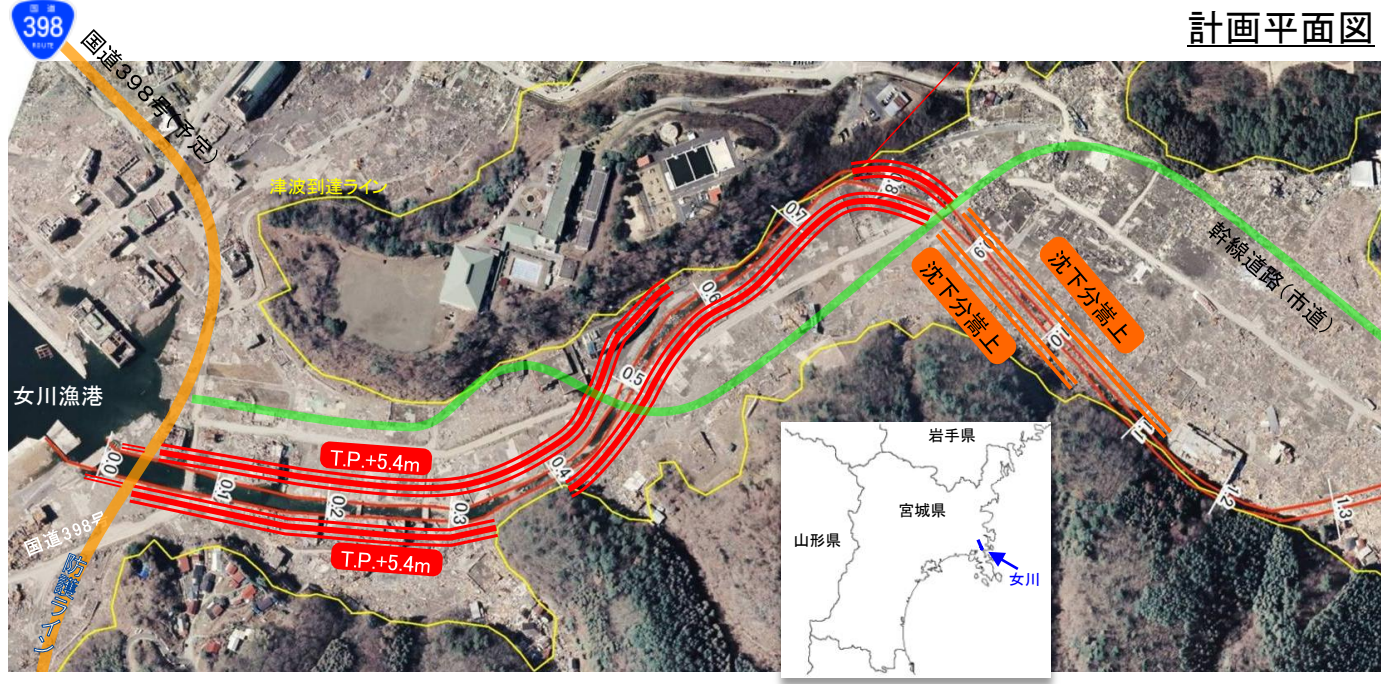 計画平面図
国道
398
ROUTE
国道398号(予定)
津波到達ライン
幹線道路(市道)
沈下分嵩上
沈下分嵩上
女川漁港
T.P.+5.4m
T.P.+5.4m
国道398号
防護ライン
0.0
0.1
0.2
0.3
0.4
0.5
0.6
0.7
0.8
0.9
1.0
1.1
1.2
1.3
岩手県
宮城県
山形県
女川